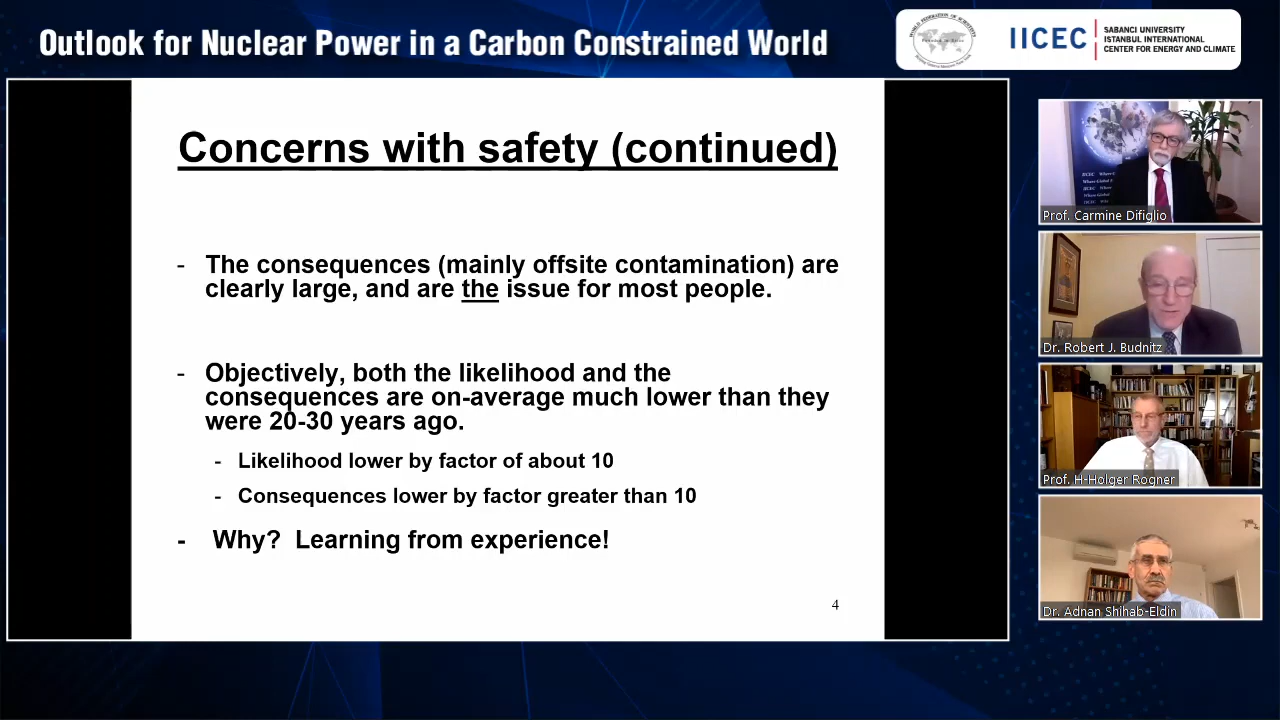 Outlook for Nuclear Power in a Carbon Constrained World
IICEC
SABANCI UNIVERSITY
ISTANBUL INTERNATIONAL
CENTER FOR ENERGY AND CLIMATE
Concerns with safety (continued)
- The consequences (mainly offsite contamination) are
clearly large, and are the issue for most people.
- Objectively, both the likelihood and the
consequences are on-average much lower than they
were 20-30 years ago.
- Likelihood lower by factor of about 10
- Consequences lower by factor greater than 10
- Why? Learning from experience!
4
Prof. Carmine Difiglio
Dr. Robert J. Budnitz
Prof. H-Holger Rogner
Dr. Adnan Shihab-Eldin